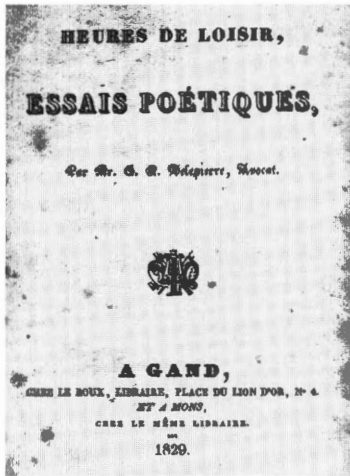 HEURES DE LOISIR,
ESSAIS POÉTIQUES,
Par Mr. Delepierre, Avocat.
A GAND,
CHEZ LE ROUX, LIBRAIRE, PLACE DU LION D'OR, No 4.
ET A MONS,
CHEZ LE MÊME LIBRAIRE.
1829.